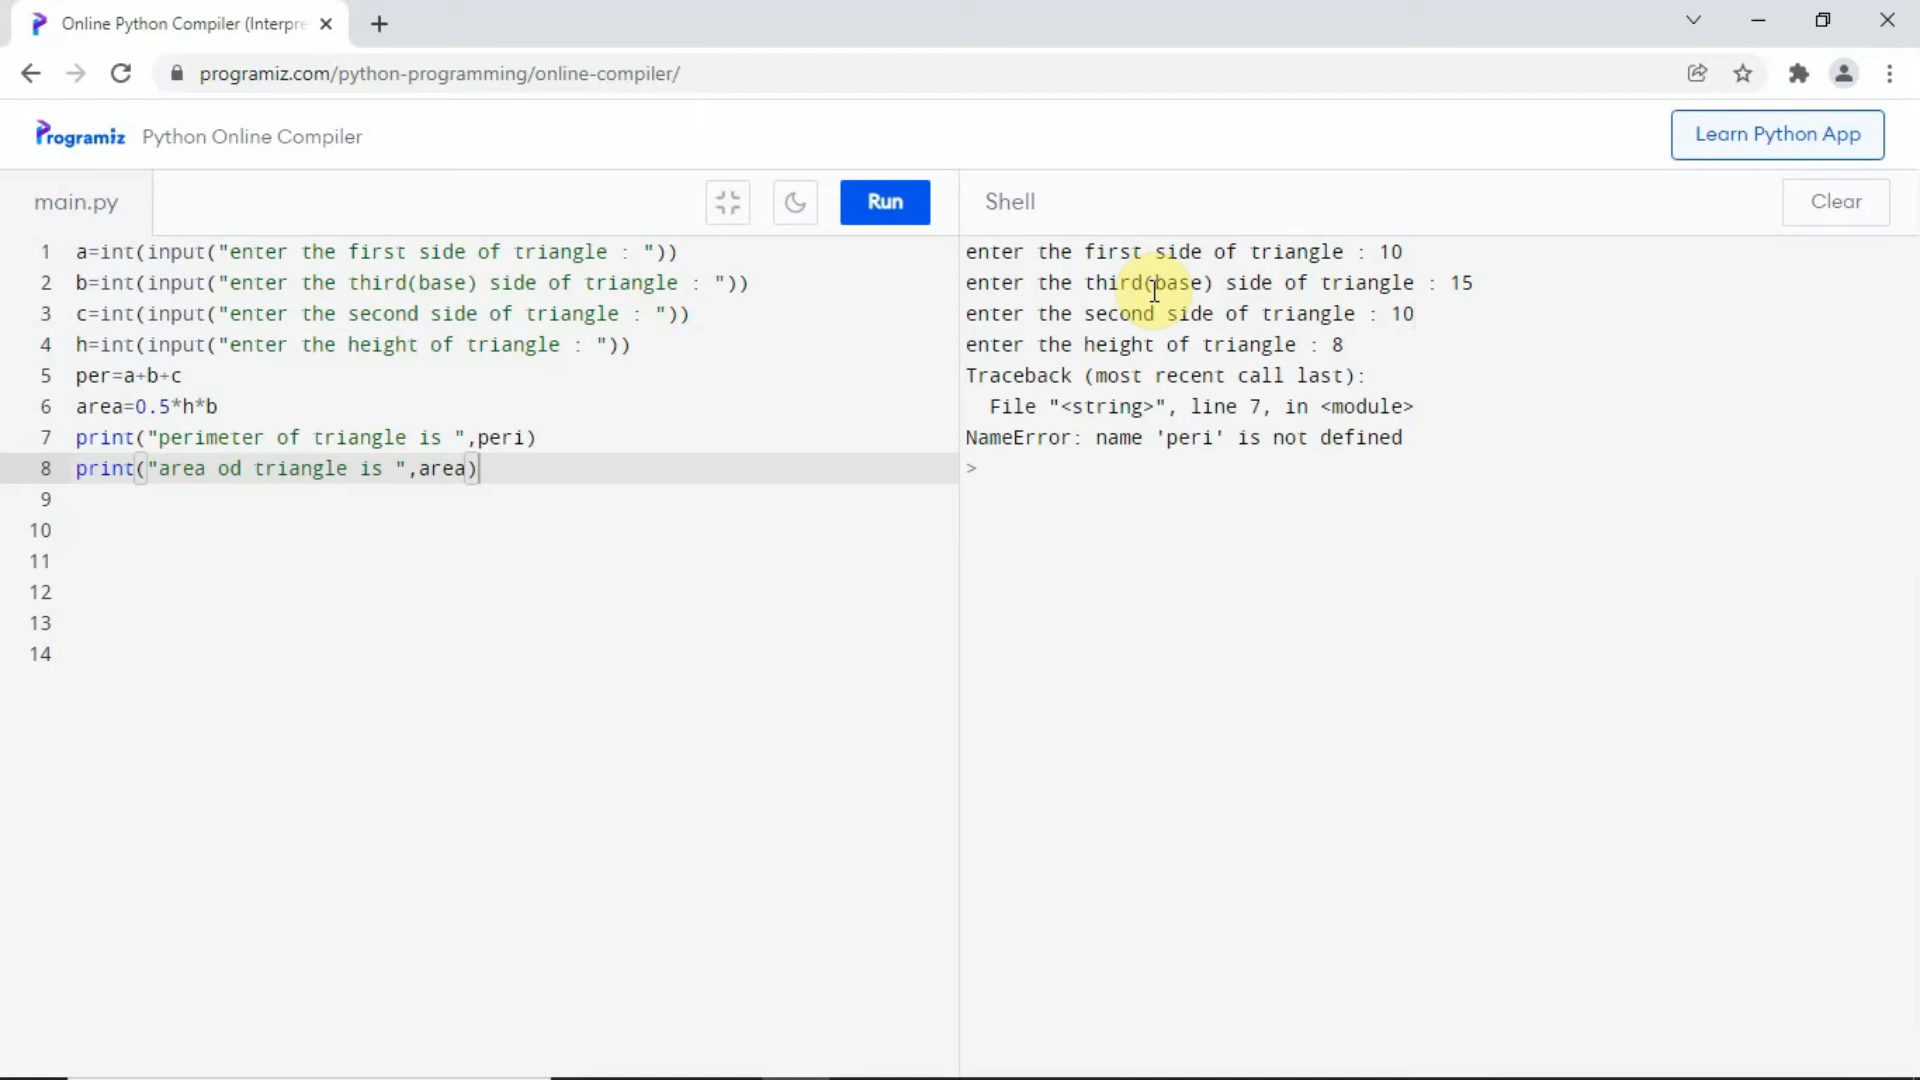 Online Python Compiler (Interpre
programiz.com/python-programming/online-compiler/
Programiz Python Online Compiler
Learn Python App
main.py
Run
Shell
Clear
1 a=int(input("enter the first side of triangle : "))
2 b=int(input("enter the third(base) side of triangle : "))
3 c=int(input("enter the second side of triangle : "))
4 h=int(input("enter the height of triangle : "))
5 per=a+b+c
6 area=0.5*h*b
7 print("perimeter of triangle is ",peri)
8 print("area od triangle is ",area)
9
10
11
12
13
14
enter the first side of triangle : 10
enter the third(base) side of triangle : 15
enter the second side of triangle : 10
enter the height of triangle : 8
Traceback (most recent call last):
  File "<string>", line 7, in <module>
NameError: name 'peri' is not defined
>